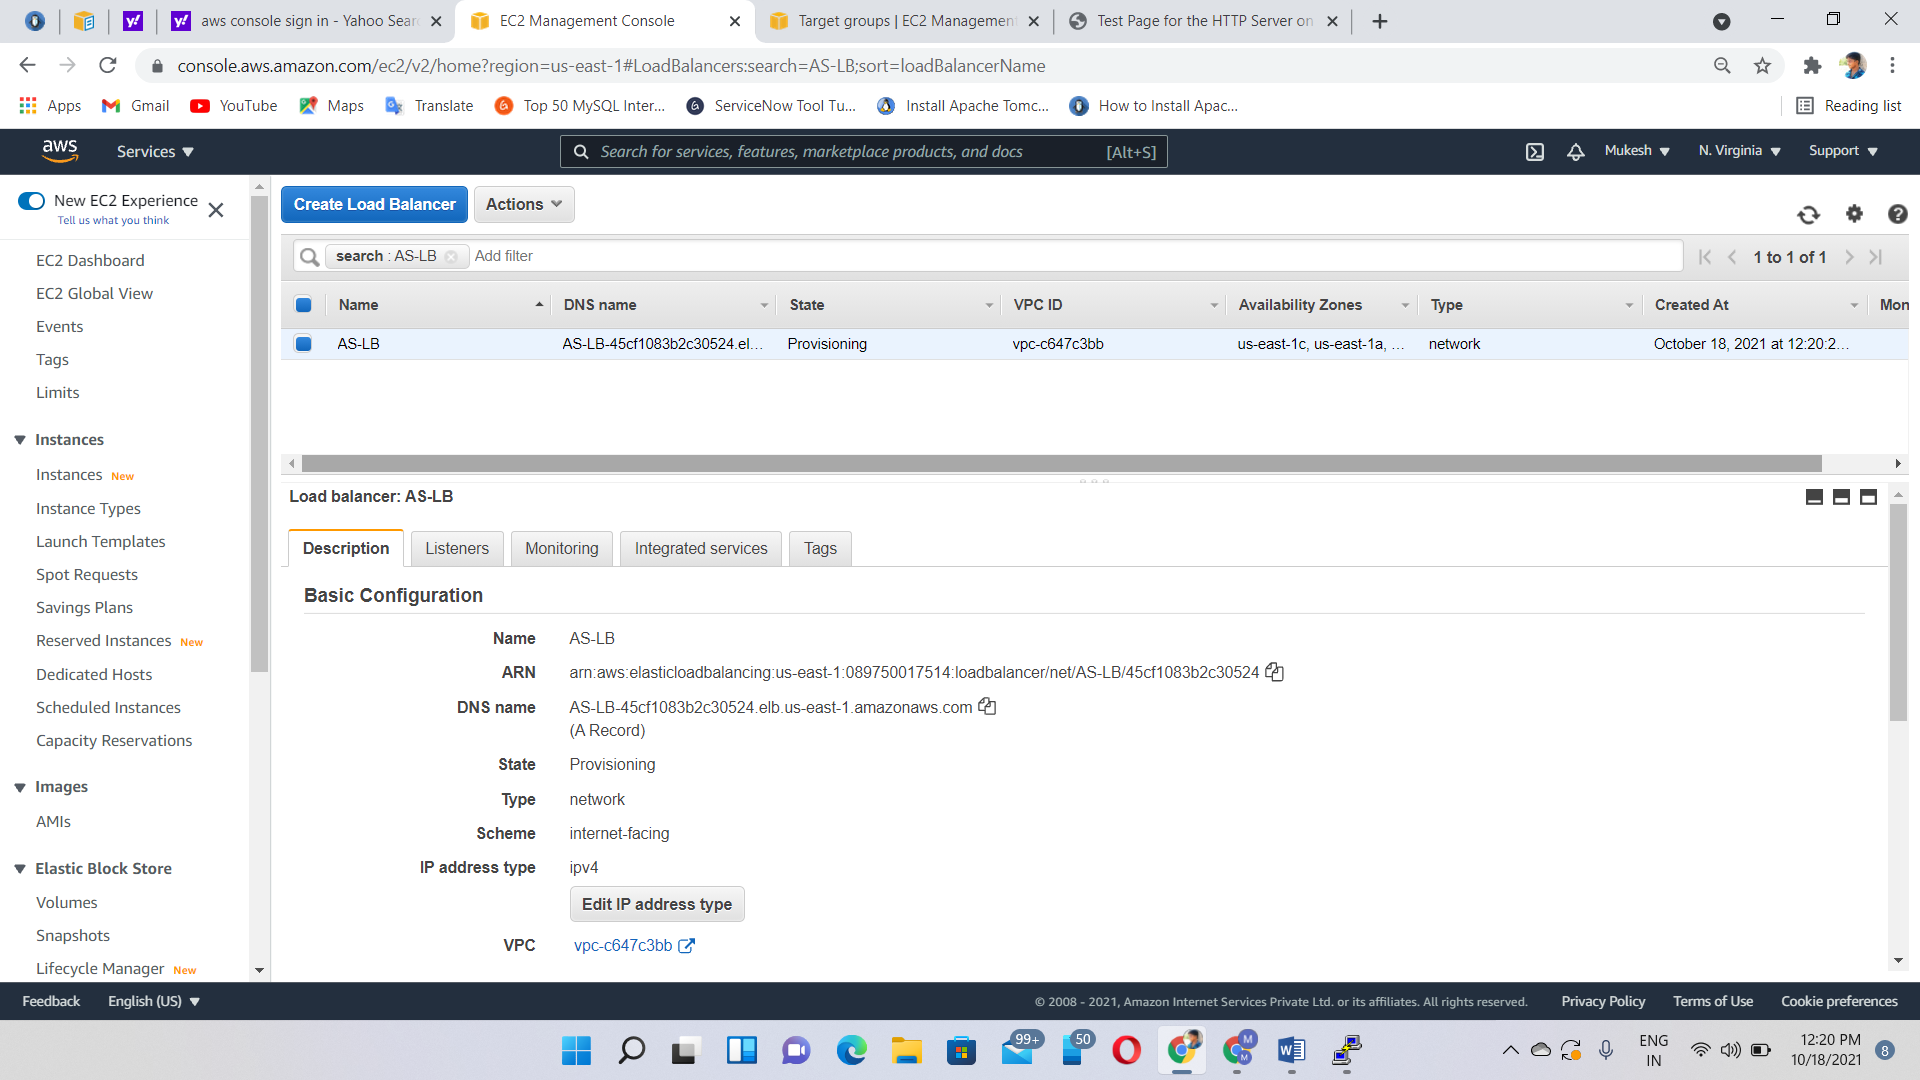 aws console sign in - Yahoo Sear
EC2 Management Console
Target groups | EC2 Management
Test Page for the HTTP Server on
console.aws.amazon.com/ec2/v2/home?region=us-east-1#LoadBalancers:search=AS-LB;sort=loadBalancerName
Apps
Gmail
YouTube
Maps
Translate
Top 50 MySQL Inter...
ServiceNow Tool Tu...
Install Apache Tomc...
How to Install Apac...
Reading list
aws
Services
Search for services, features, marketplace products, and docs
[Alt+S]
Mukesh
N. Virginia
Support
New EC2 Experience
Tell us what you think
EC2 Dashboard
EC2 Global View
Events
Tags
Limits
Instances
Instances New
Instance Types
Launch Templates
Spot Requests
Savings Plans
Reserved Instances New
Dedicated Hosts
Scheduled Instances
Capacity Reservations
Images
AMIs
Elastic Block Store
Volumes
Snapshots
Lifecycle Manager New
Create Load Balancer
Actions
search : AS-LB
Add filter
1 to 1 of 1
Name
DNS name
State
VPC ID
Availability Zones
Type
Created At
Mon
AS-LB
AS-LB-45cf1083b2c30524.el...
Provisioning
vpc-c647c3bb
us-east-1c, us-east-1a, ...
network
October 18, 2021 at 12:20:2...
Load balancer: AS-LB
Description
Listeners
Monitoring
Integrated services
Tags
Basic Configuration
Name AS-LB
ARN arn:aws:elasticloadbalancing:us-east-1:089750017514:loadbalancer/net/AS-LB/45cf1083b2c30524
DNS name AS-LB-45cf1083b2c30524.elb.us-east-1.amazonaws.com
(A Record)
State Provisioning
Type network
Scheme internet-facing
IP address type ipv4
Edit IP address type
VPC vpc-c647c3bb
Feedback
English (US)
© 2008 - 2021, Amazon Internet Services Private Ltd. or its affiliates. All rights reserved.
Privacy Policy
Terms of Use
Cookie preferences
99+
50
M
M
ENG
IN
12:20 PM
10/18/2021
8